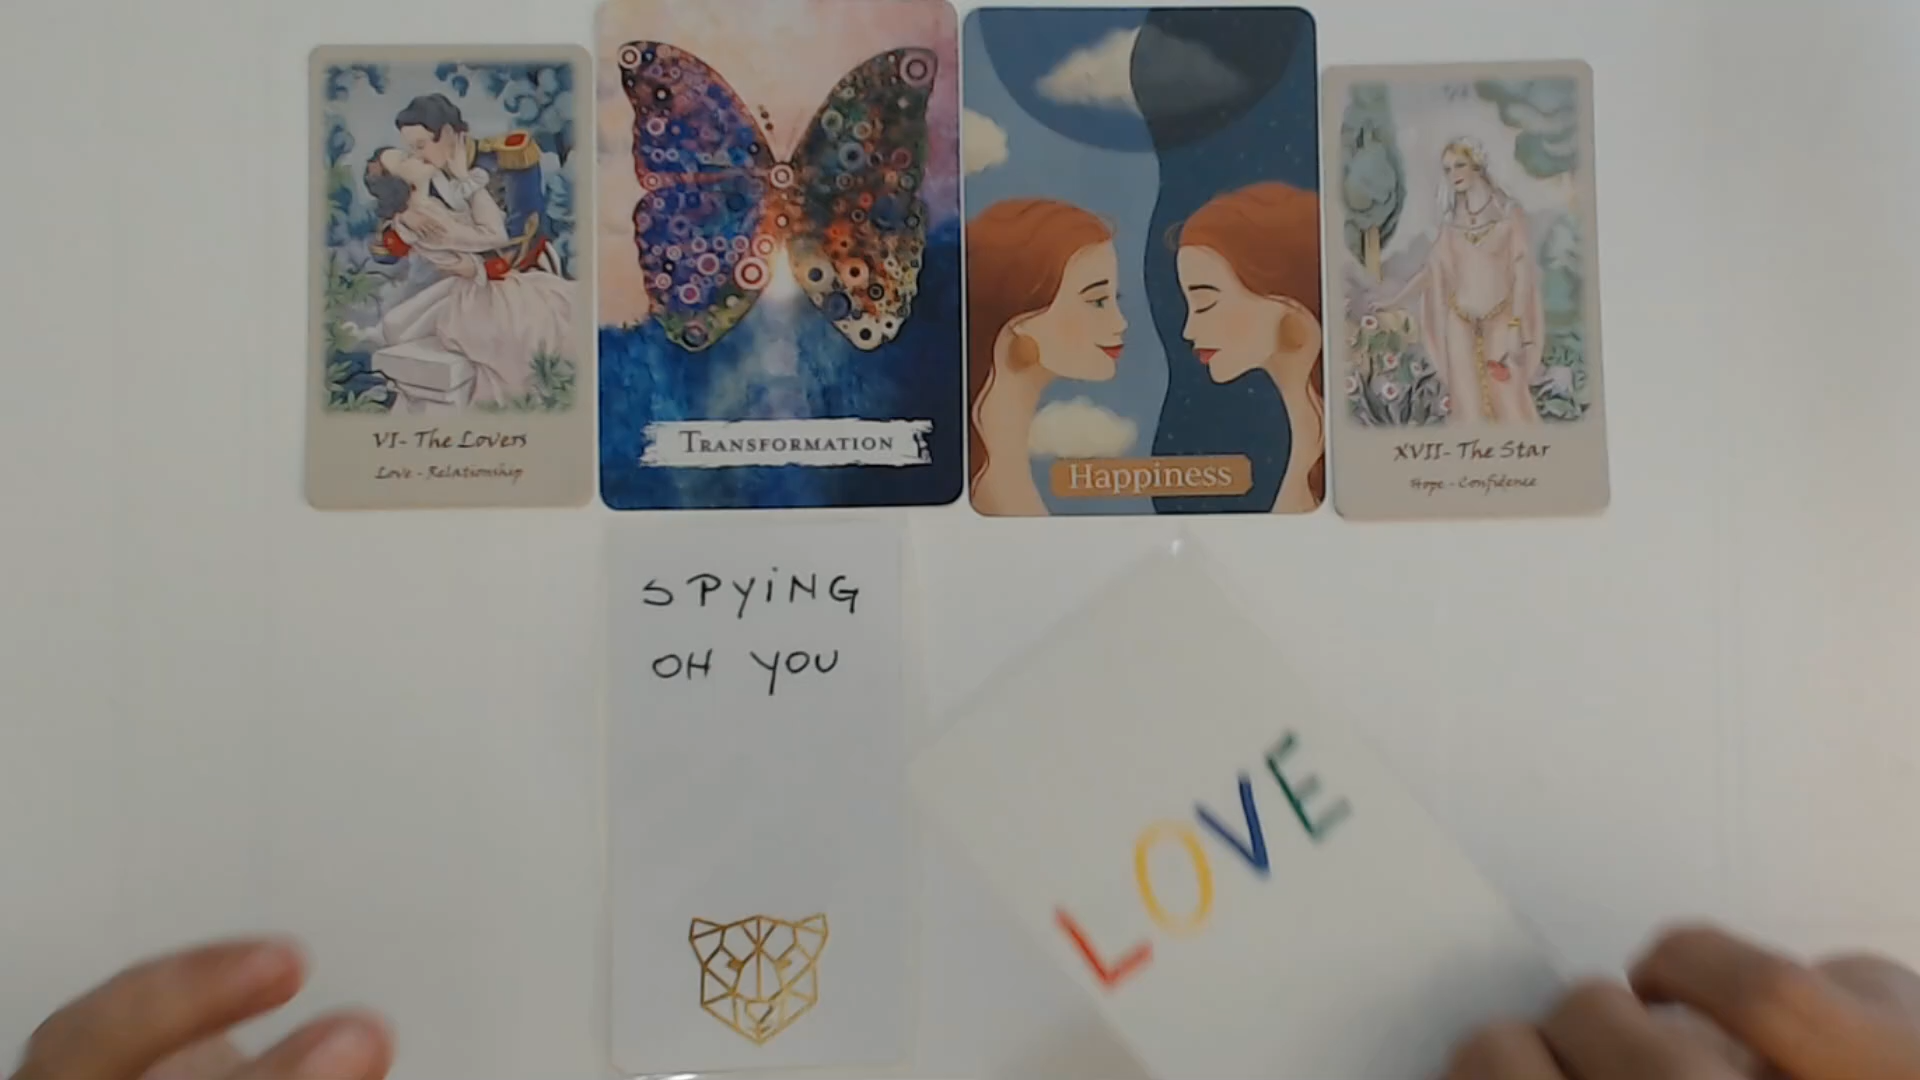 VI- The Lovers
Love - Relationship
TRANSFORMATION
Happiness
XVII- The Star
Hope - Confidence
SPYiNG
OH YOU
LOVE